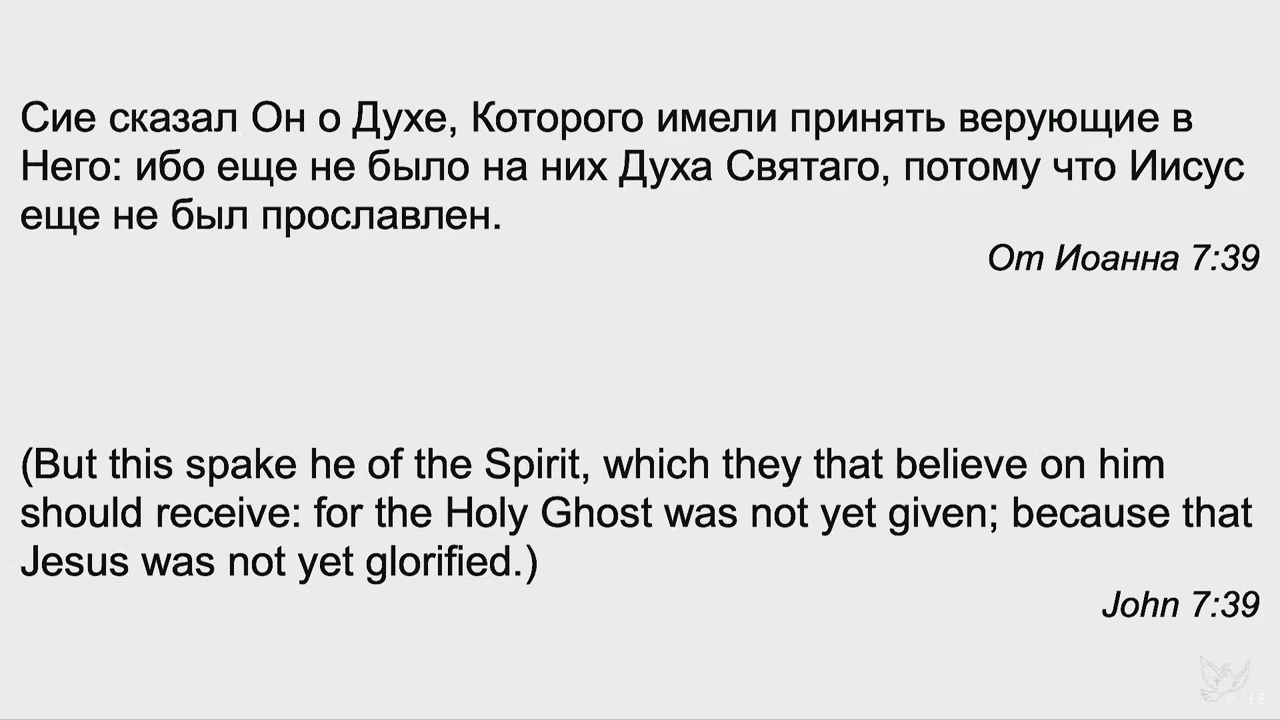 Сие сказал Он о Духе, Которого имели принять верующие в
Него: ибо еще не было на них Духа Святаго, потому что Иисус
еще не был прославлен.
От Иоанна 7:39
(But this spake he of the Spirit, which they that believe on him
should receive: for the Holy Ghost was not yet given; because that
Jesus was not yet glorified.)
John 7:39